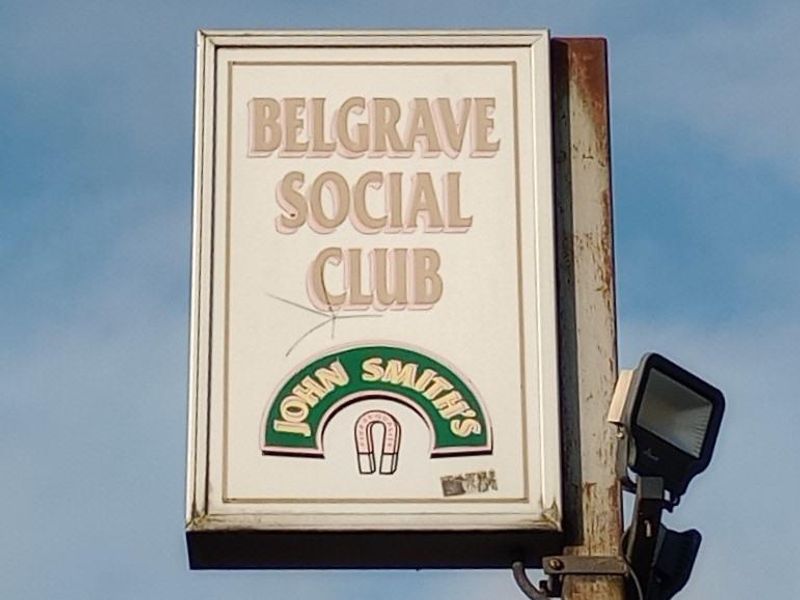 BELGRAVE
SOCIAL
CLUB
JOHN SMITH'S